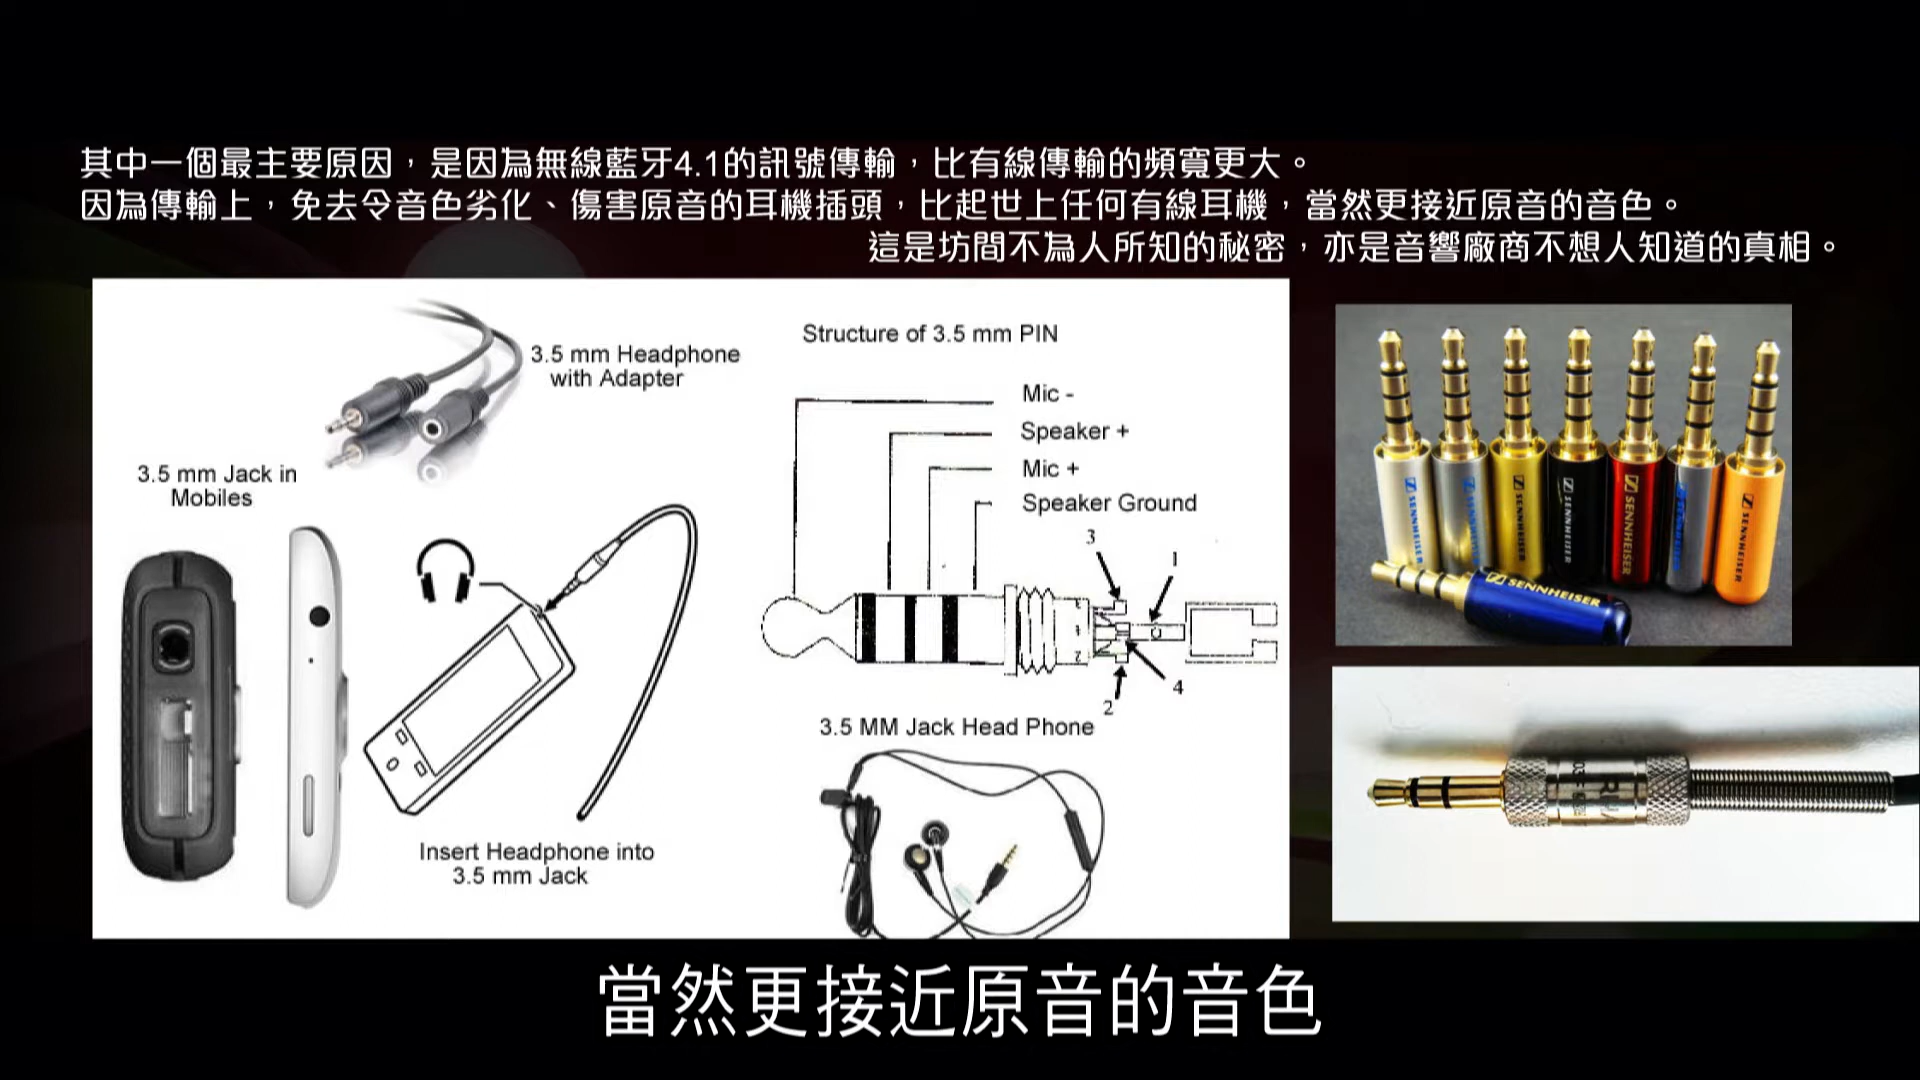 其中一個最主要原因，是因為無線藍牙4.1的訊號傳輸，比有線傳輸的頻寬更大。
因為傳輸上，免去令音色劣化、傷害原音的耳機插頭，比起世上任何有線耳機，當然更接近原音的音色。
這是坊間不為人所知的秘密，亦是音響廠商不想人知道的真相。
3.5 mm Headphone
with Adapter
3.5 mm Jack in
Mobiles
Insert Headphone into
3.5 mm Jack
Structure of 3.5 mm PIN
Mic -
Speaker +
Mic +
Speaker Ground
3
1
2
4
3.5 MM Jack Head Phone
SENNHEISER
SENNHEISER
SENNHEISER
SENNHEISER
SENNHEISER
SENNHEISER
SENNHEISER
SENNHEISER
當然更接近原音的音色